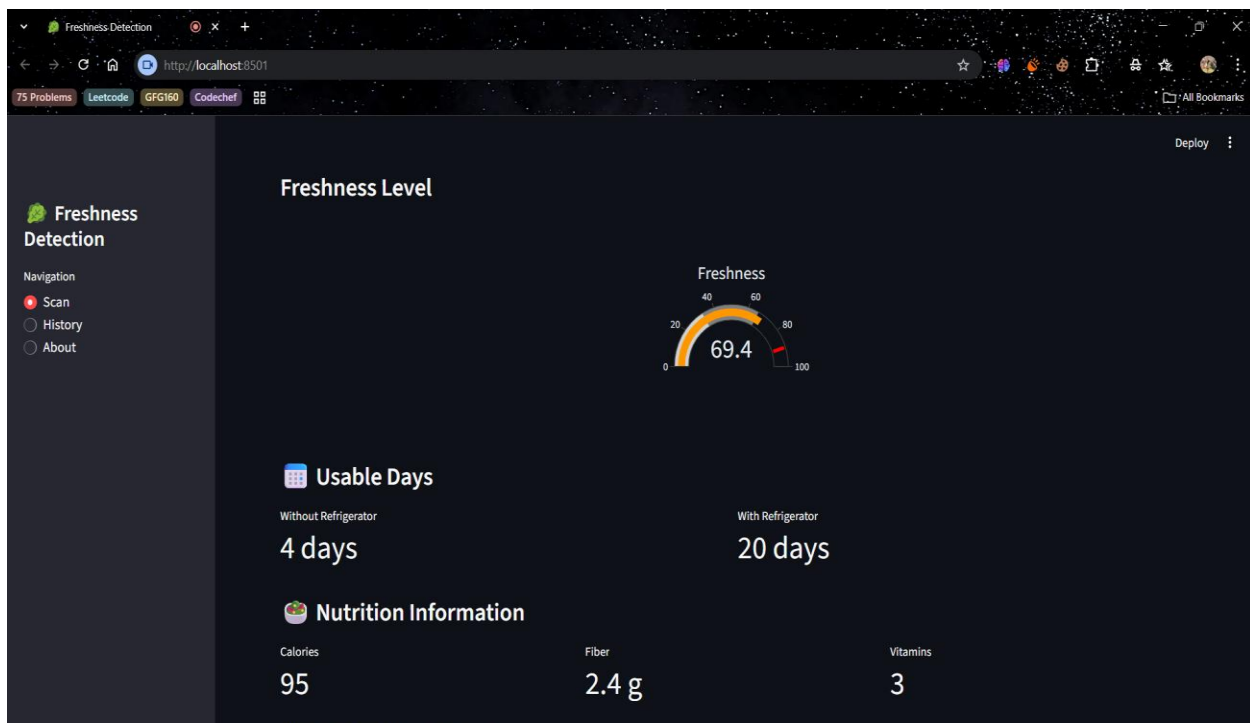 Freshness Detection
http://localhost:8501
75 Problems Leetcode GFG160 Codechef
All Bookmarks
Deploy
Freshness
Detection
Navigation
Scan
History
About
Freshness Level
Freshness
0 20 40 60 80 100
69.4
Usable Days
Without Refrigerator With Refrigerator
4 days 20 days
Nutrition Information
Calories Fiber Vitamins
95 2.4 g 3